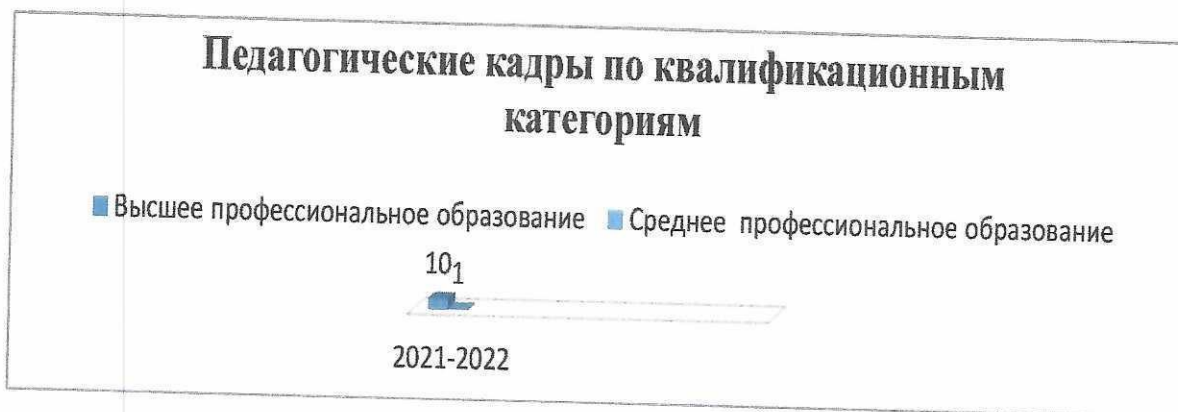 Педагогические кадры по квалификационным
категориям
Высшее профессиональное образование Среднее профессиональное образование
10 1
2021-2022